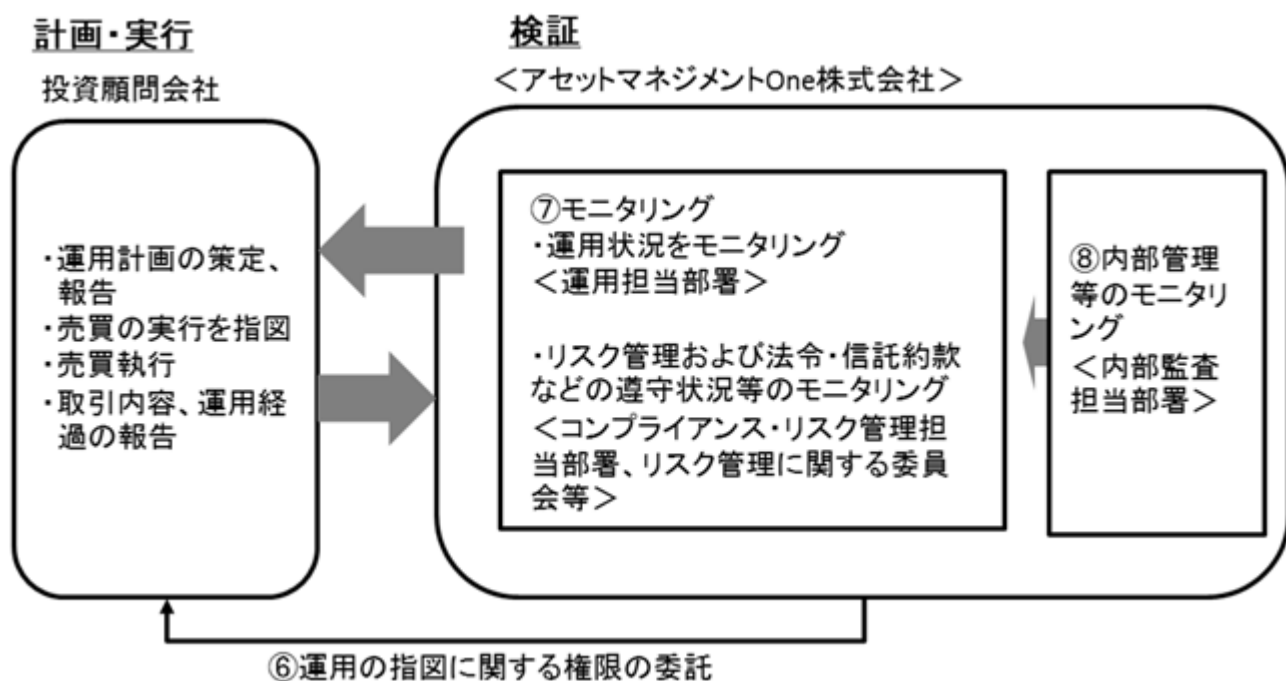 計画・実行
投資顧問会社
・運用計画の策定、
報告
・売買の実行を指図
・売買執行
・取引内容、運用経
過の報告
検証
＜アセットマネジメントOne株式会社＞
⑦モニタリング
・運用状況をモニタリング
＜運用担当部署＞
・リスク管理および法令・信託約款
などの遵守状況等のモニタリング
＜コンプライアンス・リスク管理担
当部署、リスク管理に関する委員
会等＞
⑧内部管理
等のモニタリ
ング
＜内部監査
担当部署＞
⑥運用の指図に関する権限の委託